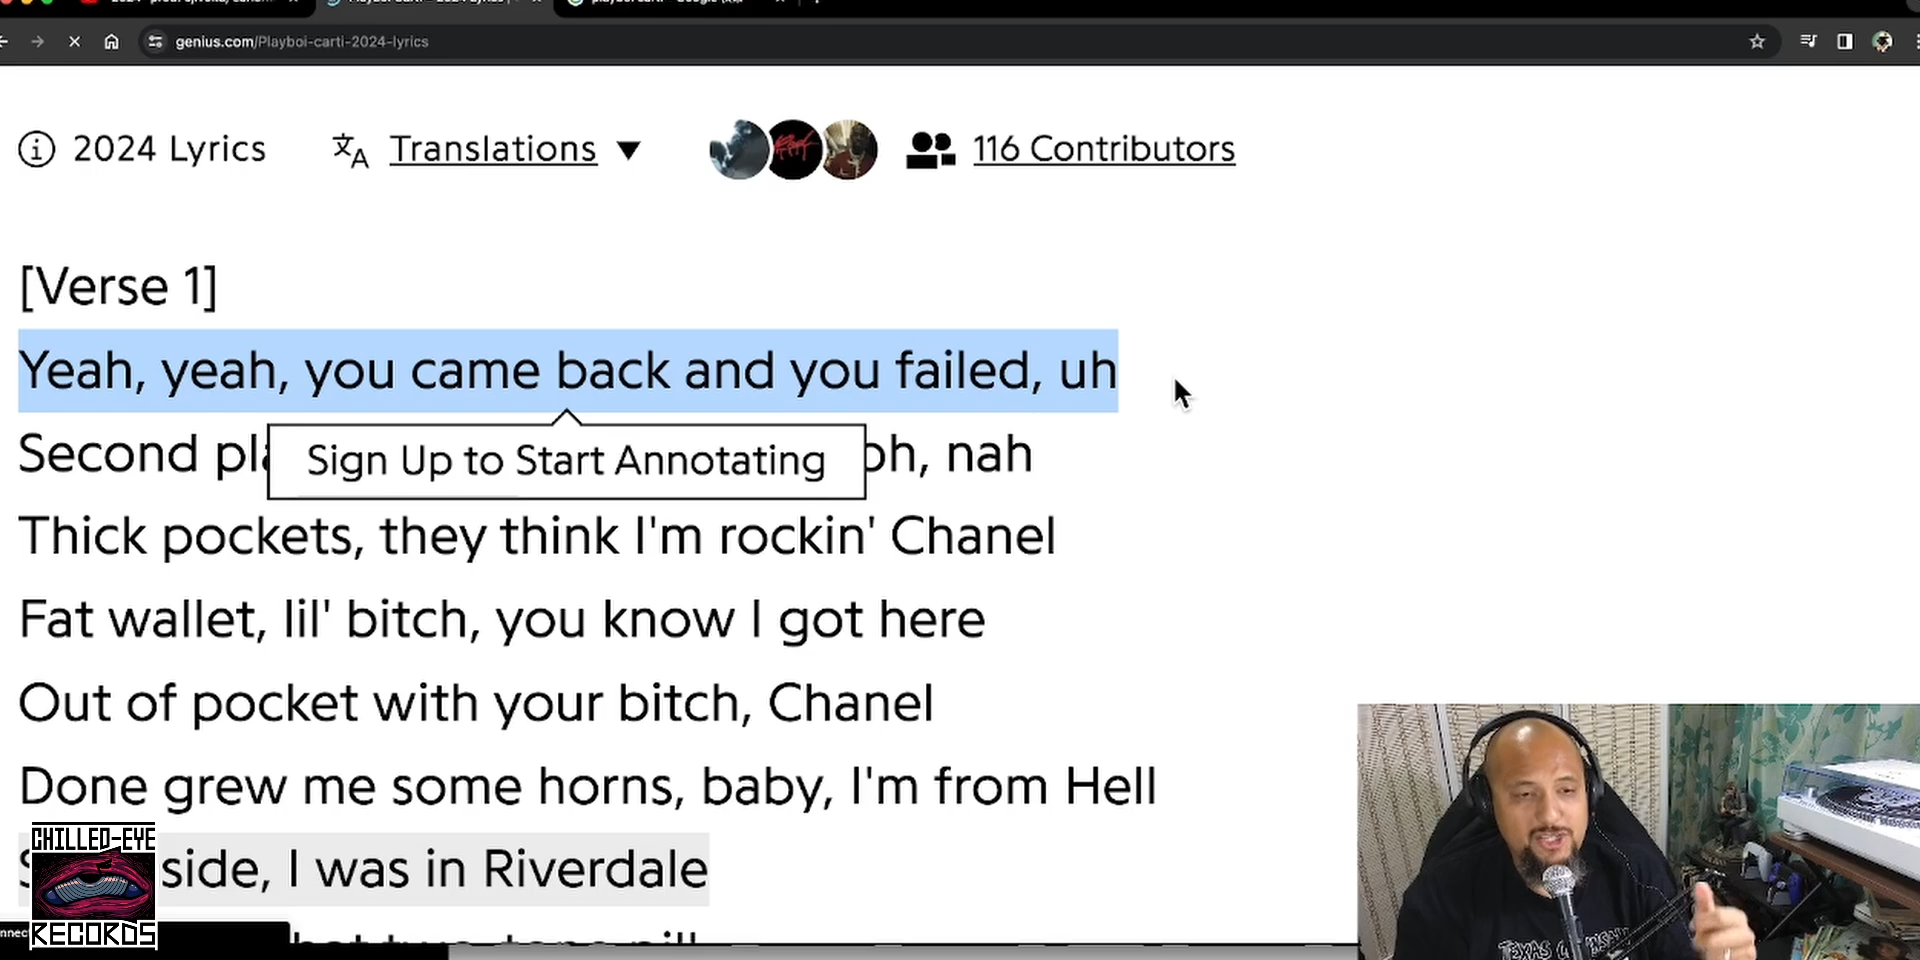 genius.com/Playboi-carti-2024-lyrics
2024 Lyrics
Translations
116 Contributors
[Verse 1]
Yeah, yeah, you came back and you failed, uh
Second oh, nah
Sign Up to Start Annotating
Thick pockets, they think I'm rockin' Chanel
Fat wallet, lil' bitch, you know I got here
Out of pocket with your bitch, Chanel
Done grew me some horns, baby, I'm from Hell
side, I was in Riverdale
CHILLED-EYE
RECORDS